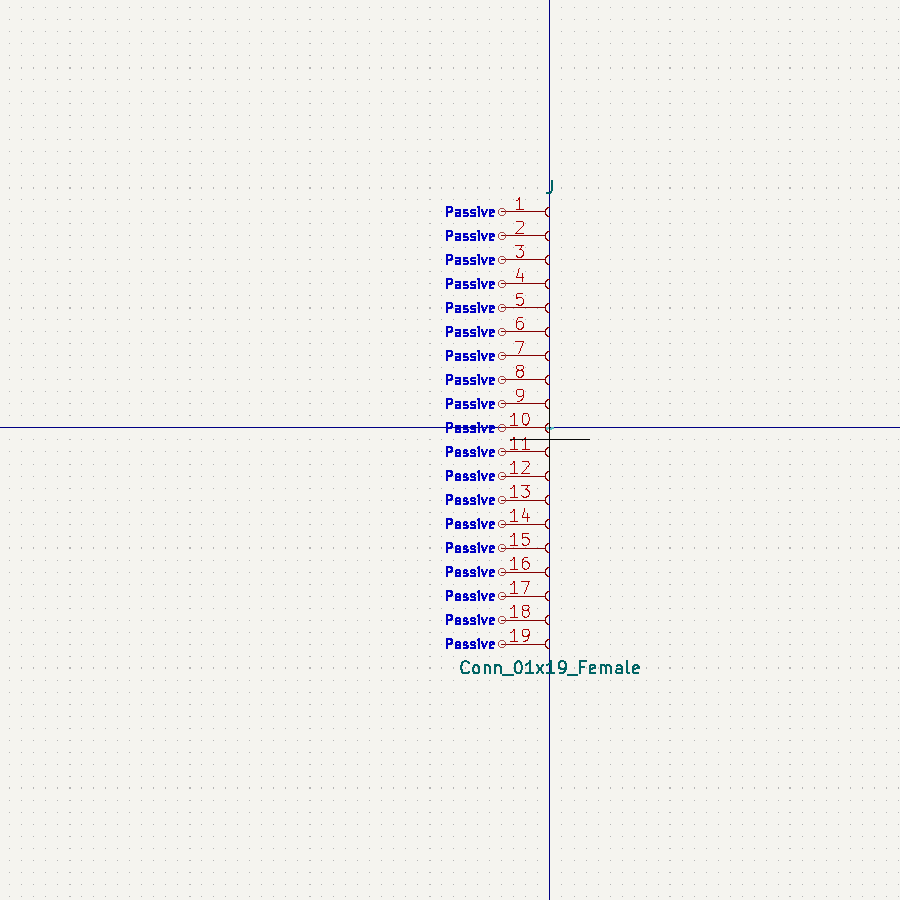 J
Passive 1
Passive 2
Passive 3
Passive 4
Passive 5
Passive 6
Passive 7
Passive 8
Passive 9
Passive 10
Passive 11
Passive 12
Passive 13
Passive 14
Passive 15
Passive 16
Passive 17
Passive 18
Passive 19
Conn_01x19_Female